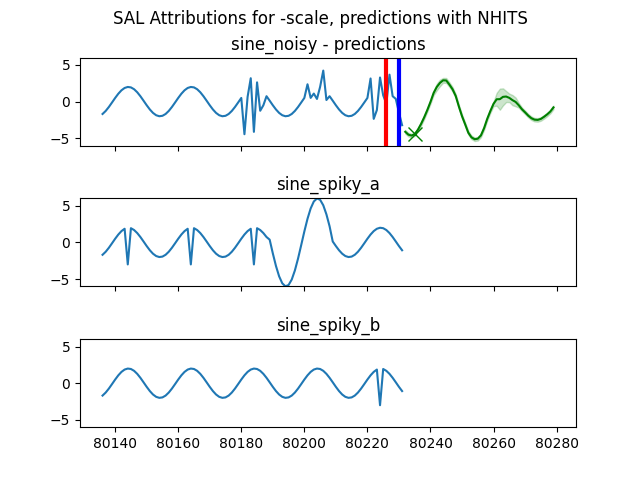 SAL Attributions for -scale, predictions with NHITS
sine_noisy - predictions
5
0
−5
sine_spiky_a
5
0
−5
sine_spiky_b
5
0
−5
80140 80160 80180 80200 80220 80240 80260 80280